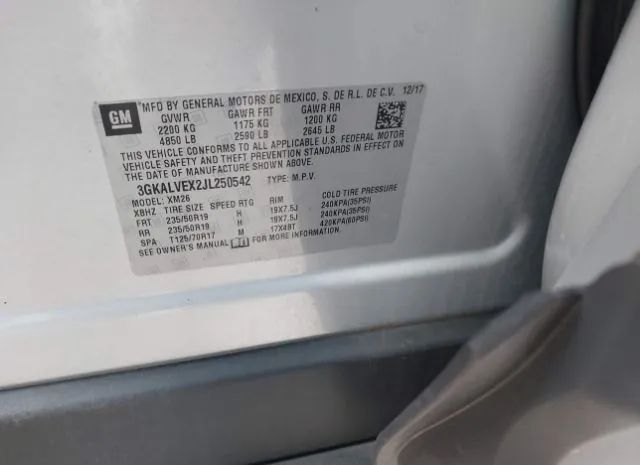 GM
MFD BY GENERAL MOTORS DE MEXICO, S. DE R.L. DE C.V. 12/17
GVWR GAWR FRT GAWR RR
2200 KG 1175 KG 1200 KG
4850 LB 2590 LB 2645 LB
THIS VEHICLE CONFORMS TO ALL APPLICABLE U.S. FEDERAL MOTOR
VEHICLE SAFETY AND THEFT PREVENTION STANDARDS IN EFFECT ON
THE DATE OF MANUFACTURE SHOWN ABOVE.
3GKALVEX2JL250542 TYPE: M.P.V.
MODEL: XM26
XBHZ TIRE SIZE SPEED RTG RIM COLD TIRE PRESSURE
FRT 235/50R19 H 19X7.5J 240KPA(35PSI)
RR 235/50R19 H 19X7.5J 240KPA(35PSI)
SPA T125/70R17 M 17X4BT 420KPA(60PSI)
SEE OWNER'S MANUAL FOR MORE INFORMATION.